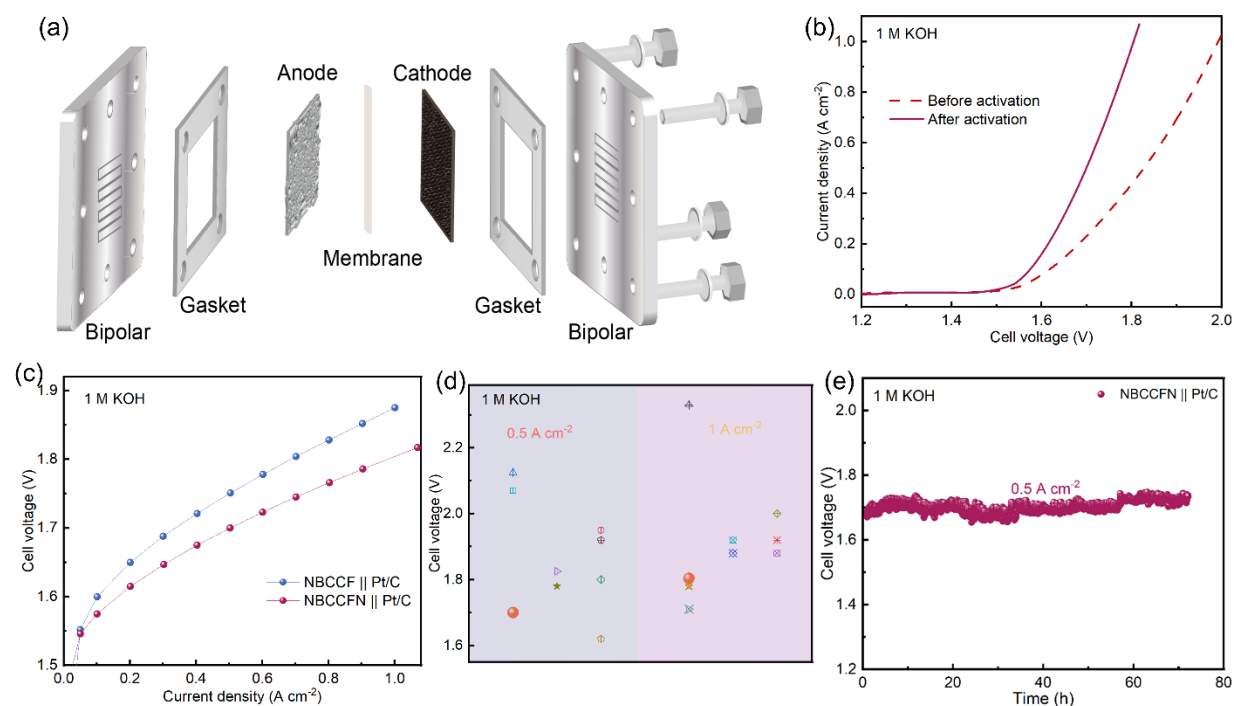 (a)
Anode
Cathode
Membrane
Gasket
Gasket
Bipolar
Bipolar
(b)
1 M KOH
Before activation
After activation
Current density (A cm-2)
1.0
0.8
0.6
0.4
0.2
0.0
1.2 1.4 1.6 1.8 2.0
Cell voltage (V)
(c)
1 M KOH
NBCCF || Pt/C
NBCCFN || Pt/C
Cell voltage (V)
1.9
1.8
1.7
1.6
1.5
0.0 0.2 0.4 0.6 0.8 1.0
Current density (A cm-2)
(d)
1 M KOH
0.5 A cm-2
1 A cm-2
Cell voltage (V)
2.2
2.0
1.8
1.6
(e)
1 M KOH
NBCCFN || Pt/C
0.5 A cm-2
Cell voltage (V)
2.0
1.8
1.6
1.4
1.2
0 20 40 60 80
Time (h)